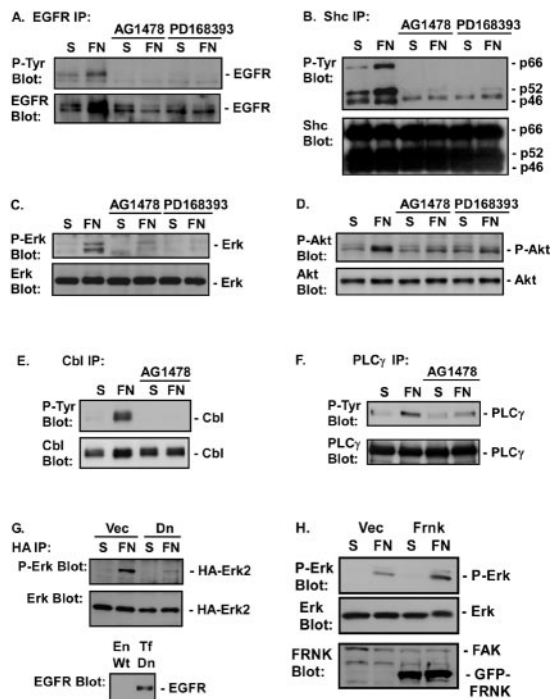 A. EGFR IP:
AG1478 PD168393
S FN S FN S FN
P-Tyr Blot: - EGFR
EGFR Blot: - EGFR
B. Shc IP:
AG1478 PD168393
S FN S FN S FN
P-Tyr Blot: - p66
- p52
- p46
Shc Blot: - p66
- p52
- p46
C.
AG1478 PD168393
S FN S FN S FN
P-Erk Blot: - Erk
Erk Blot: - Erk
D.
AG1478 PD168393
S FN S FN S FN
P-Akt Blot: - P-Akt
Akt Blot: - Akt
E. Cbl IP:
AG1478
S FN S FN
P-Tyr Blot: - Cbl
Cbl Blot: - Cbl
F. PLCγ IP:
AG1478
S FN S FN
P-Tyr Blot: - PLCγ
PLCγ Blot: - PLCγ
G.
Vec Dn
HA IP: S FN S FN
P-Erk Blot: - HA-Erk2
Erk Blot: - HA-Erk2
En Tf
Wt Dn
EGFR Blot: - EGFR
H.
Vec Frnk
S FN S FN
P-Erk Blot: - P-Erk
Erk Blot: - Erk
FRNK Blot: - FAK
- GFP-FRNK